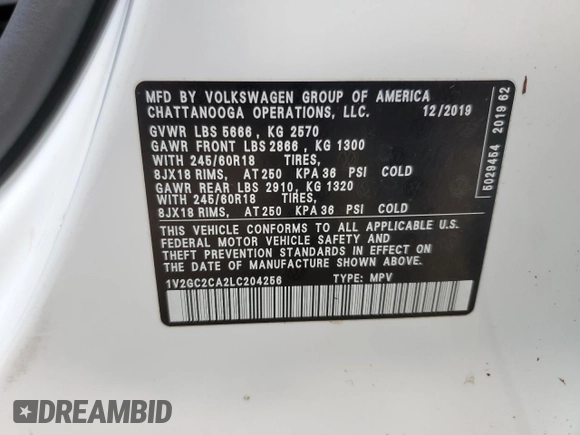 MFD BY VOLKSWAGEN GROUP OF AMERICA
CHATTANOOGA OPERATIONS, LLC. 12/2019
GVWR LBS 5666 , KG 2570
GAWR FRONT LBS 2866 , KG 1300
WITH 245/60R18 TIRES,
8JX18 RIMS, AT 250 KPA 36 PSI COLD
GAWR REAR LBS 2910, KG 1320
WITH 245/60R18 TIRES,
8JX18 RIMS, AT 250 KPA 36 PSI COLD
THIS VEHICLE CONFORMS TO ALL APPLICABLE U.S.
FEDERAL MOTOR VEHICLE SAFETY AND
THEFT PREVENTION STANDARDS IN EFFECT ON
THE DATE OF MANUFACTURE SHOWN ABOVE.
1V2GC2CA2LC204256 TYPE: MPV
5029454 2019 62
DREAMBID